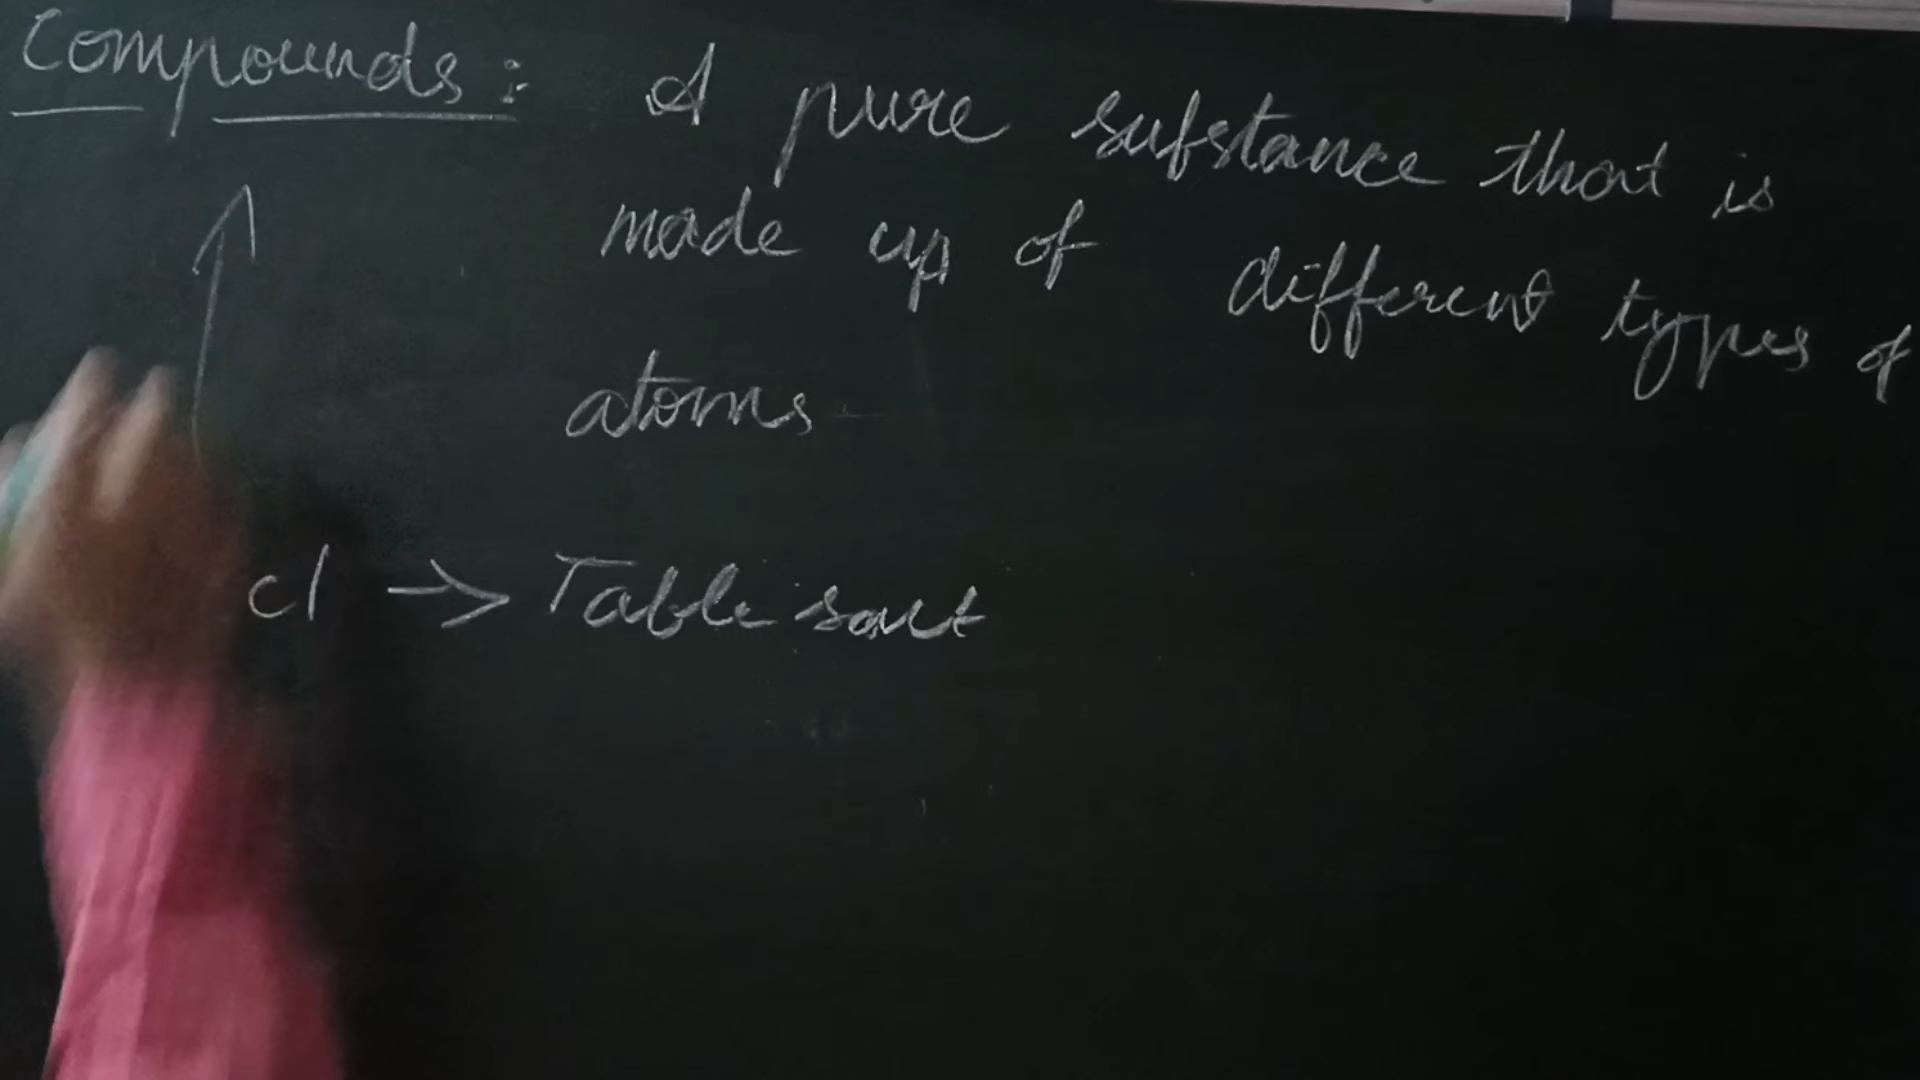 Compounds: A pure substance that is
made up of different types of
atoms
cl → Table salt